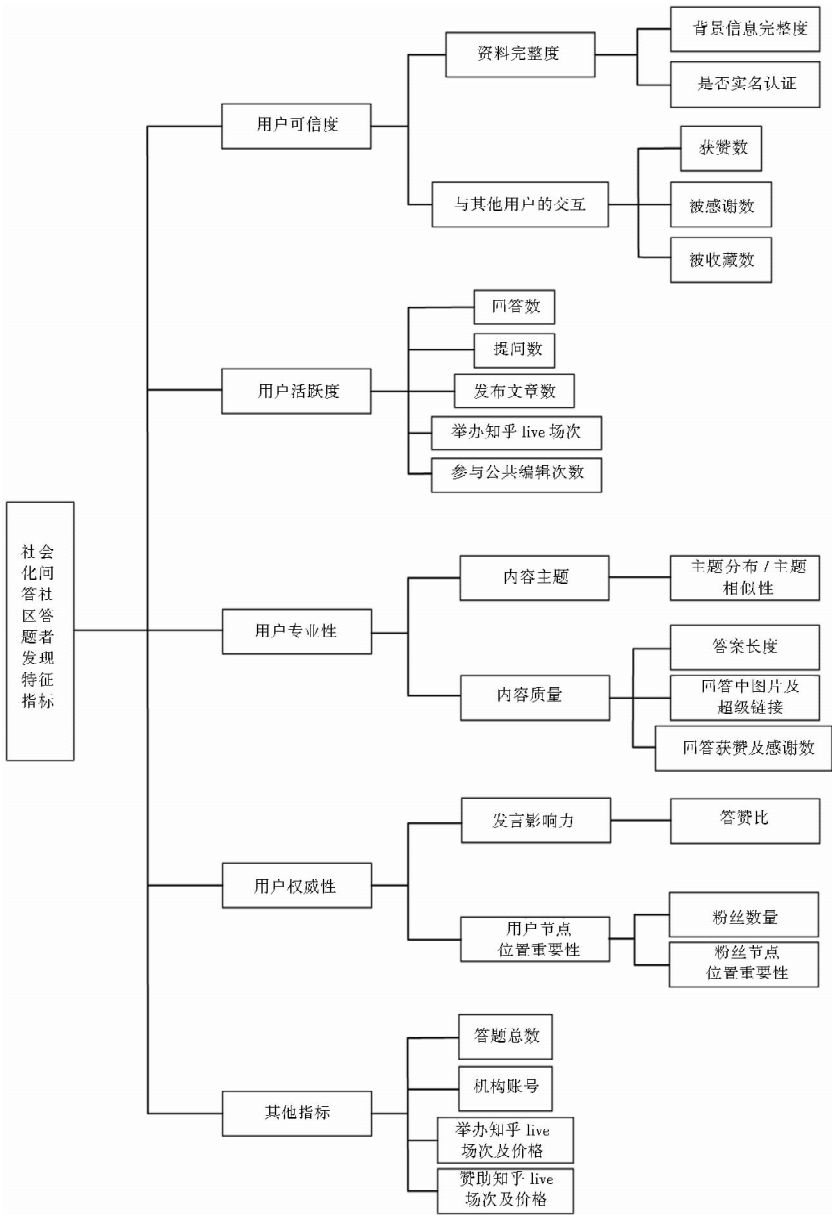 社会
化问
答社
区答
题者
发现
特征
指标
用户可信度
资料完整度
背景信息完整度
是否实名认证
与其他用户的交互
获赞数
被感谢数
被收藏数
用户活跃度
回答数
提问数
发布文章数
举办知乎 live 场次
参与公共编辑次数
用户专业性
内容主题
主题分布 / 主题
相似性
内容质量
答案长度
回答中图片及
超级链接
回答获赞及感谢数
用户权威性
发言影响力
答赞比
用户节点
位置重要性
粉丝数量
粉丝节点
位置重要性
其他指标
答题总数
机构账号
举办知乎 live
场次及价格
赞助知乎 live
场次及价格